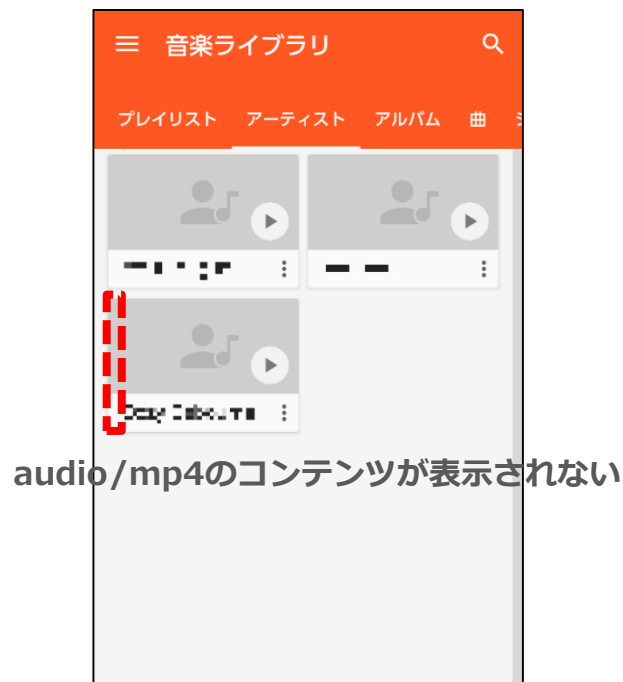 音楽ライブラリ
プレイリスト アーティスト アルバム 曲
audio/mp4のコンテンツが表示されない